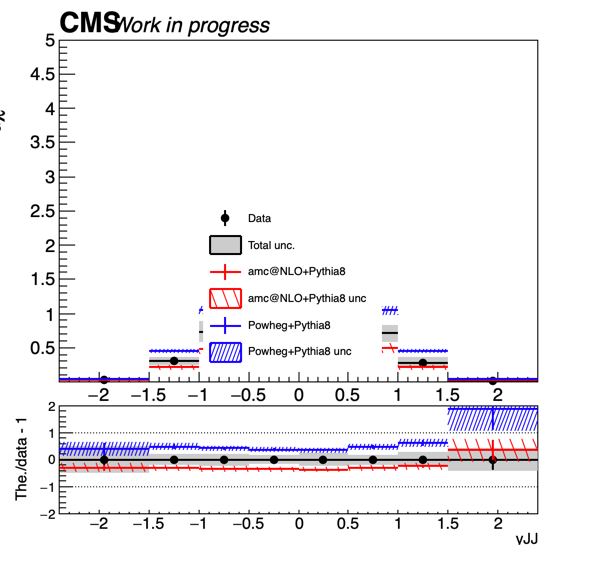 CMS Work in progress
5
4.5
4
3.5
3
2.5
2
1.5
1
0.5
Data
Total unc.
amc@NLO+Pythia8
amc@NLO+Pythia8 unc
Powheg+Pythia8
Powheg+Pythia8 unc
−2 −1.5 −1 −0.5 0 0.5 1 1.5 2
The./data - 1
2
1
0
−1
−2
−2 −1.5 −1 −0.5 0 0.5 1 1.5 2
yJJ